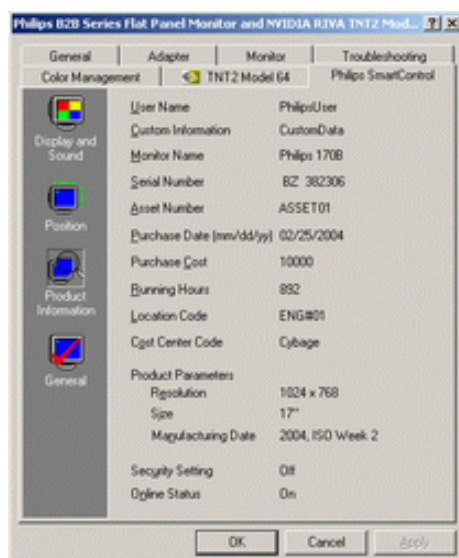 Philips B2B Series Flat Panel Monitor and NVIDIA RIVA TNT2 Mod...
General Adapter Monitor Troubleshooting
Color Management TNT2 Model 64 Philips SmartControl
Display and Sound
Position
Product Information
General
User Name PhilipsUser
Custom Information CustomData
Monitor Name Philips 170B
Serial Number BZ 382306
Asset Number ASSET01
Purchase Date (mm/dd/yy) 02/25/2004
Purchase Cost 10000
Running Hours 892
Location Code ENG#01
Cost Center Code Cybage
Product Parameters
Resolution 1024 x 768
Size 17"
Manufacturing Date 2004, ISO Week 2
Security Setting Off
Online Status On
OK Cancel Apply